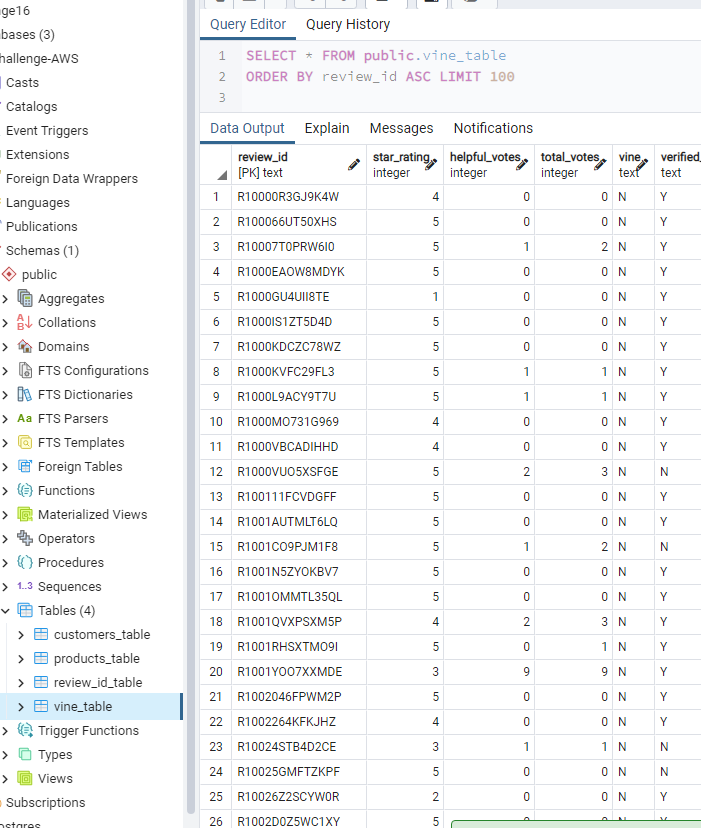 nge16
bases (3)
hallenge-AWS
Casts
Catalogs
Event Triggers
Extensions
Foreign Data Wrappers
Languages
Publications
Schemas (1)
public
Aggregates
Collations
Domains
FTS Configurations
FTS Dictionaries
Aa FTS Parsers
FTS Templates
Foreign Tables
Functions
Materialized Views
Operators
Procedures
1..3 Sequences
Tables (4)
customers_table
products_table
review_id_table
vine_table
Trigger Functions
Types
Views
Subscriptions
ostgres
Query Editor Query History
1 SELECT * FROM public.vine_table
2 ORDER BY review_id ASC LIMIT 100
3
Data Output Explain Messages Notifications
review_id star_rating helpful_votes total_votes vine verified_
[PK] text integer integer integer text text
1 R10000R3GJ9K4W 4 0 0 N Y
2 R100066UT50XHS 5 0 0 N Y
3 R10007T0PRW6I0 5 1 2 N Y
4 R1000EAOW8MDYK 5 0 0 N Y
5 R1000GU4UII8TE 1 0 0 N Y
6 R1000IS1ZT5D4D 5 0 0 N Y
7 R1000KDCZC78WZ 5 0 0 N Y
8 R1000KVFC29FL3 5 1 1 N Y
9 R1000L9ACY9T7U 5 1 1 N Y
10 R1000MO731G969 4 0 0 N Y
11 R1000VBCADIHHD 4 0 0 N Y
12 R1000VUO5XSFGE 5 2 3 N N
13 R100111FCVDGFF 5 0 0 N Y
14 R1001AUTMLT6LQ 5 0 0 N Y
15 R1001CO9PJM1F8 5 1 2 N N
16 R1001N5ZYOKBV7 5 0 0 N Y
17 R1001OMMTL35QL 5 0 0 N Y
18 R1001QVXPSXM5P 4 2 3 N Y
19 R1001RHSXTMO9I 5 0 1 N Y
20 R1001YOO7XXMDE 3 9 9 N Y
21 R1002046FPWM2P 5 0 0 N Y
22 R1002264KFKJHZ 4 0 0 N Y
23 R10024STB4D2CE 3 1 1 N N
24 R10025GMFTZKPF 5 0 0 N N
25 R10026Z2SCYW0R 2 0 0 N Y
26 R1002D0Z5WC1XY 5 0 0 N Y